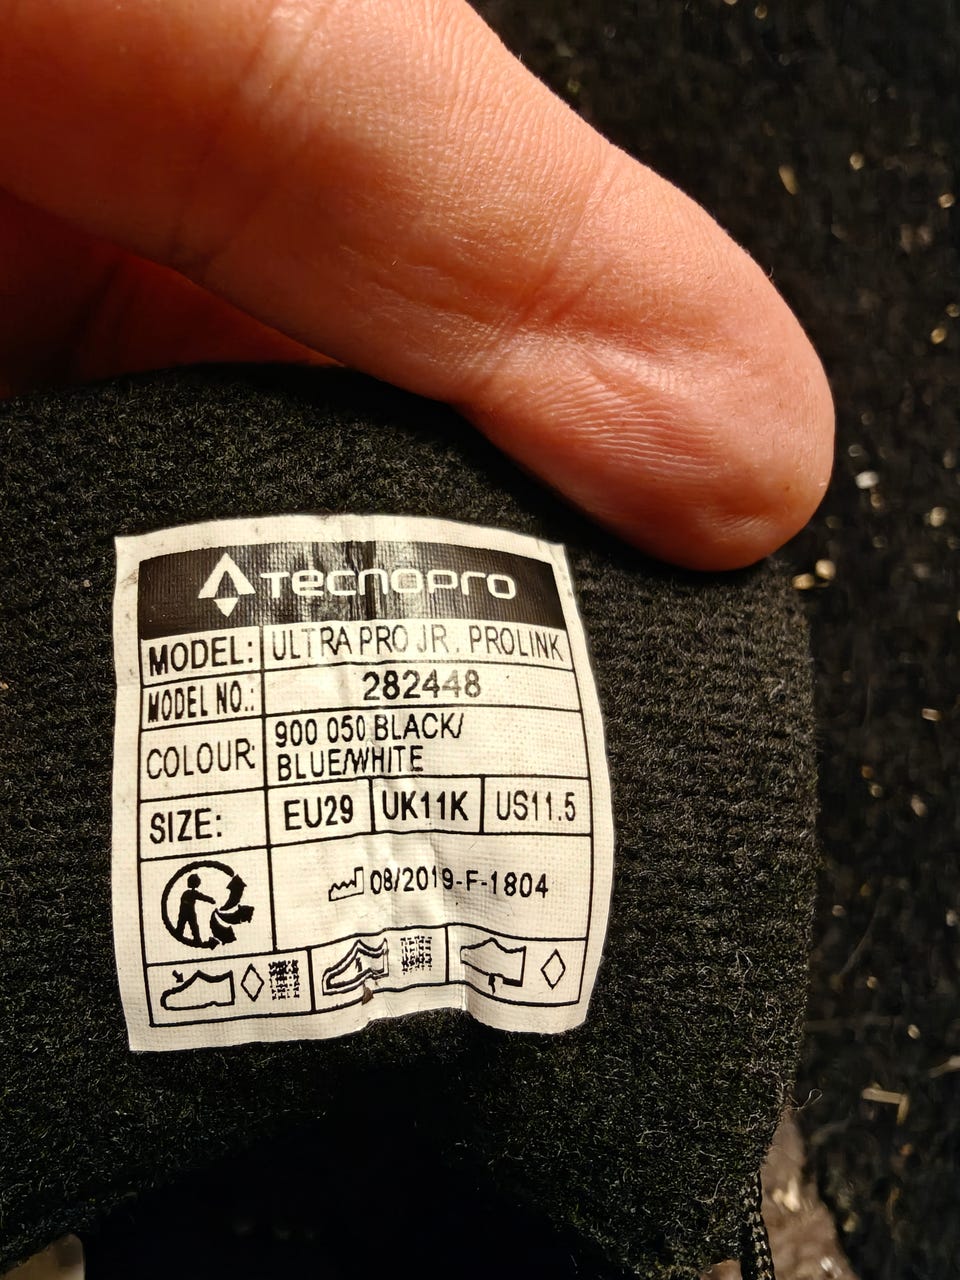 TECNOPRO
MODEL: ULTRA PRO JR. PROLINK
MODEL NO.: 282448
COLOUR: 900 050 BLACK/
BLUE/WHITE
SIZE: EU29 UK11K US11.5
08/2019-F-1804